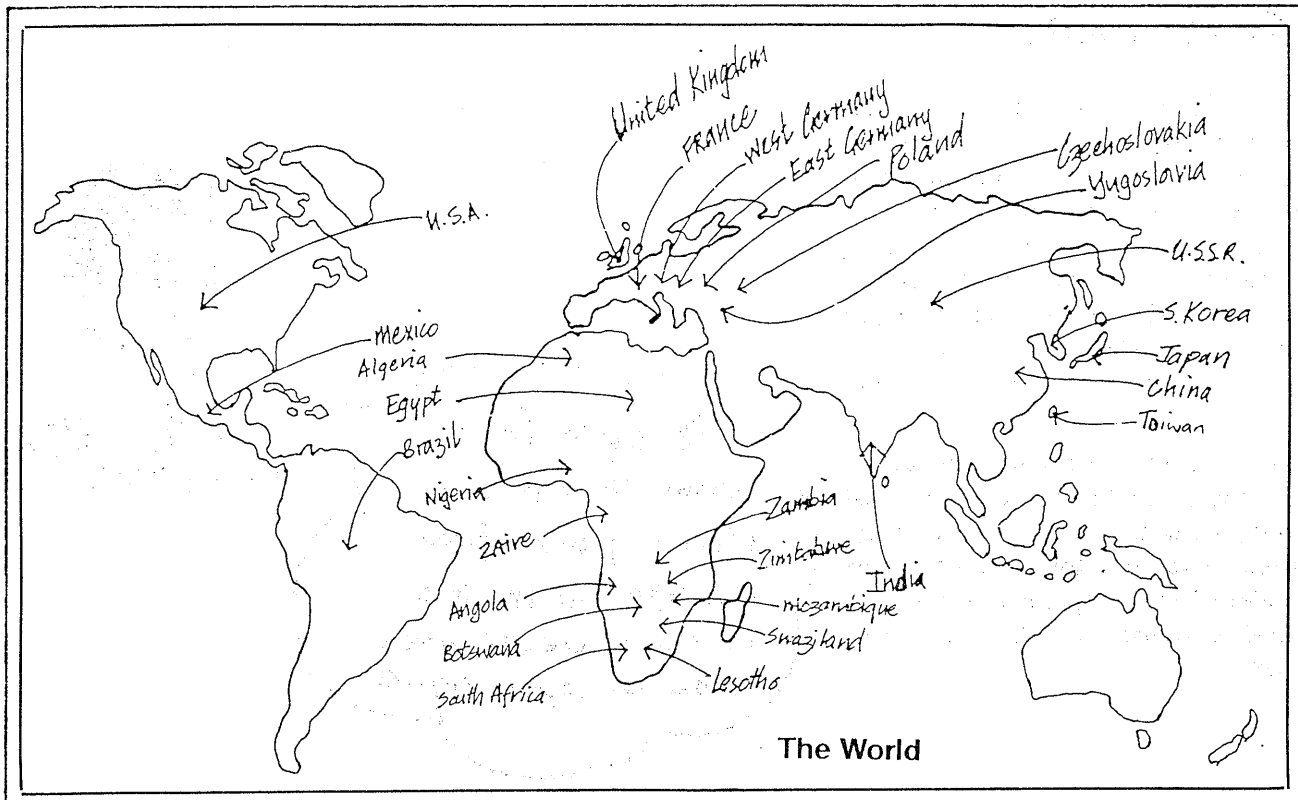 United Kingdom
FRANCE
West Germany
East Germany
Poland
Czechoslovakia
Yugoslavia
U.S.A.
U.S.S.R.
S. Korea
Mexico
Japan
Algeria
China
Egypt
Taiwan
Brazil
Nigeria
Zambia
ZAire
Zimbabwe
India
Angola
Mozambique
Botswana
Swaziland
South Africa
Lesotho
The World